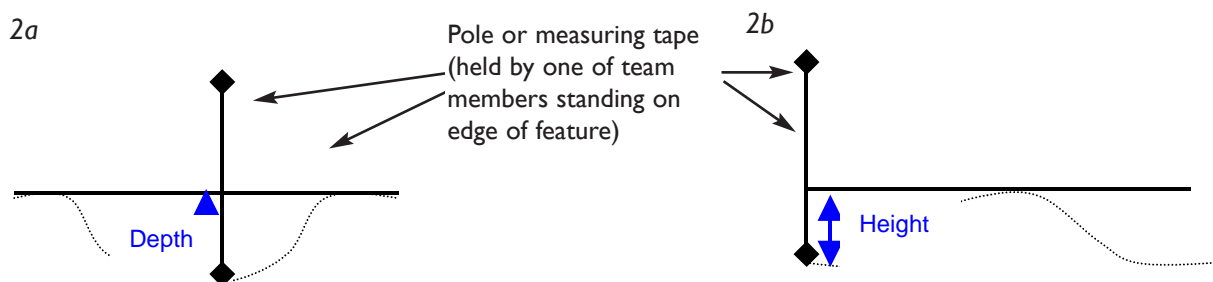 2a
Pole or measuring tape
(held by one of team
members standing on
edge of feature)
2b
Depth
Height